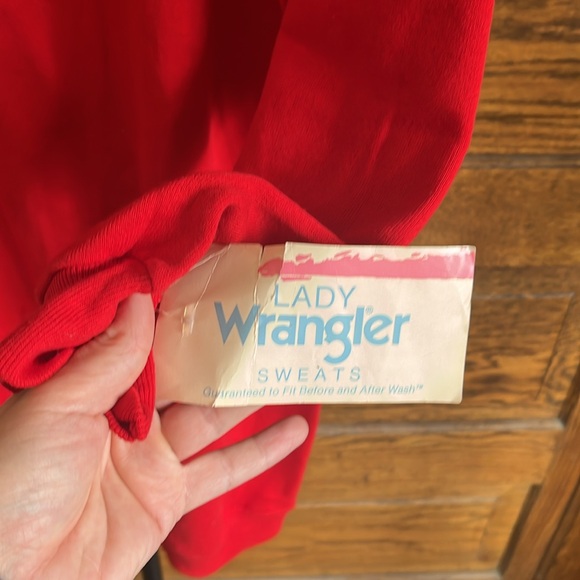 LADY
Wrangler®
SWEATS
Guaranteed to Fit Before and After Wash™